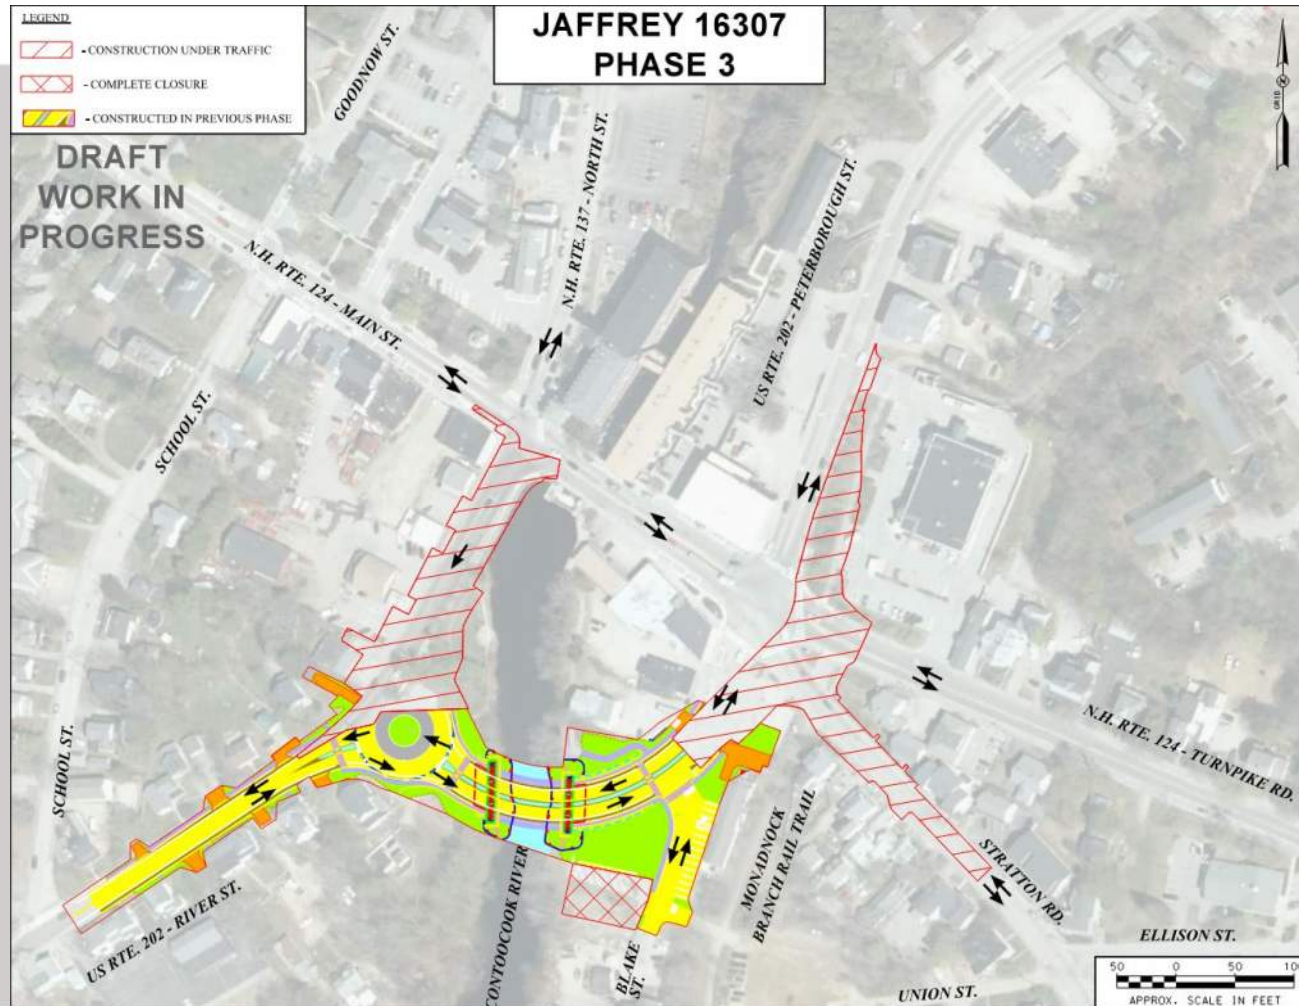 LEGEND
- CONSTRUCTION UNDER TRAFFIC
- COMPLETE CLOSURE
- CONSTRUCTED IN PREVIOUS PHASE
JAFFREY 16307
PHASE 3
DRAFT
WORK IN
PROGRESS
GRID
N
GOODNOW ST.
N.H. RTE. 137 - NORTH ST.
US RTE. 202 - PETERBOROUGH ST.
N.H. RTE. 124 - MAIN ST.
SCHOOL ST.
SCHOOL ST.
N.H. RTE. 124 - TURNPIKE RD.
STRATTON RD.
MONADNOCK
BRANCH RAIL TRAIL
US RTE. 202 - RIVER ST.
CONTOOCOOK RIVER
BLAKE
ST.
ELLISON ST.
UNION ST.
50 0 50 100
APPROX. SCALE IN FEET